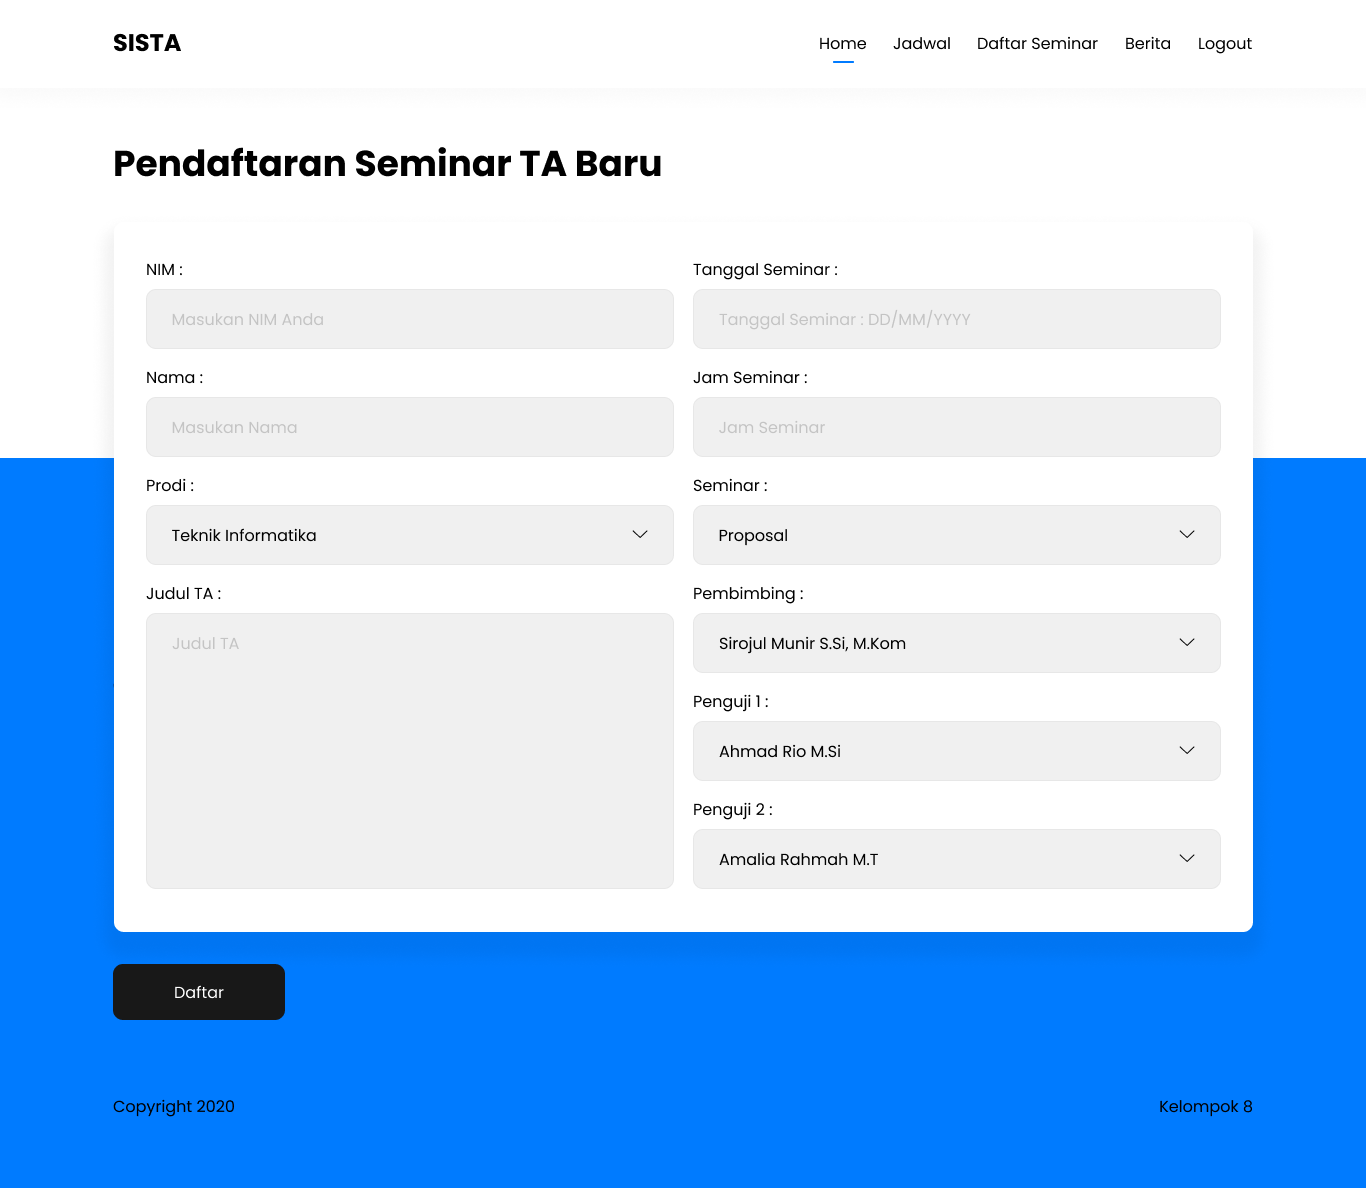 SISTA
Home
Jadwal
Daftar Seminar
Berita
Logout
Pendaftaran Seminar TA Baru
NIM :
Masukan NIM Anda
Nama :
Masukan Nama
Prodi :
Teknik Informatika
Judul TA :
Judul TA
Tanggal Seminar :
Tanggal Seminar : DD/MM/YYYY
Jam Seminar :
Jam Seminar
Seminar :
Proposal
Pembimbing :
Sirojul Munir S.Si, M.Kom
Penguji 1 :
Ahmad Rio M.Si
Penguji 2 :
Amalia Rahmah M.T
Daftar
Copyright 2020
Kelompok 8